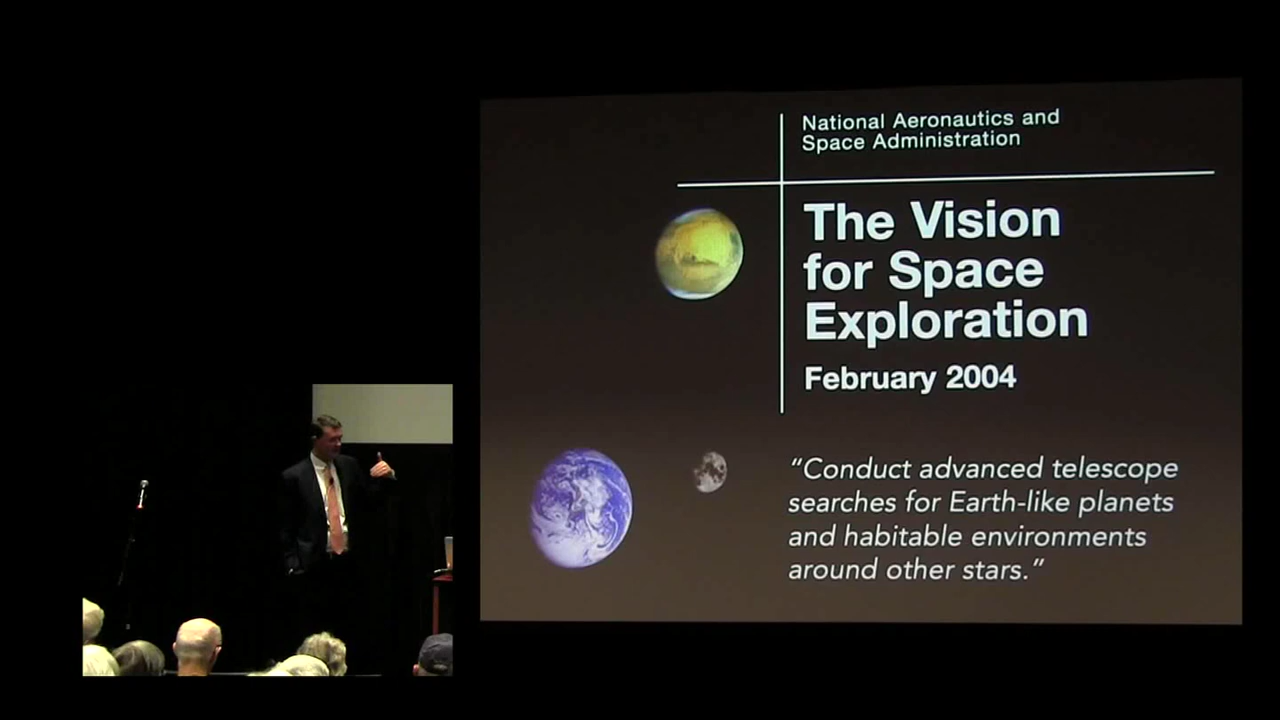 National Aeronautics and
Space Administration
The Vision
for Space
Exploration
February 2004
“Conduct advanced telescope
searches for Earth-like planets
and habitable environments
around other stars.”